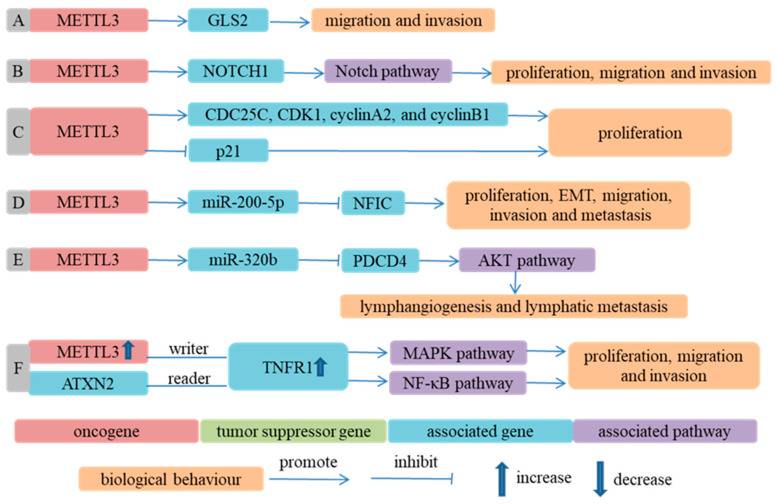 A METTL3 GLS2 migration and invasion
B METTL3 NOTCH1 Notch pathway proliferation, migration and invasion
C METTL3 CDC25C, CDK1, cyclinA2, and cyclinB1 proliferation
p21
D METTL3 miR-200-5p NFIC proliferation, EMT, migration,
invasion and metastasis
E METTL3 miR-320b PDCD4 AKT pathway
lymphangiogenesis and lymphatic metastasis
F METTL3 writer TNFR1 MAPK pathway proliferation, migration
and invasion
ATXN2 reader NF-κB pathway
oncogene tumor suppressor gene associated gene associated pathway
biological behaviour promote inhibit increase decrease